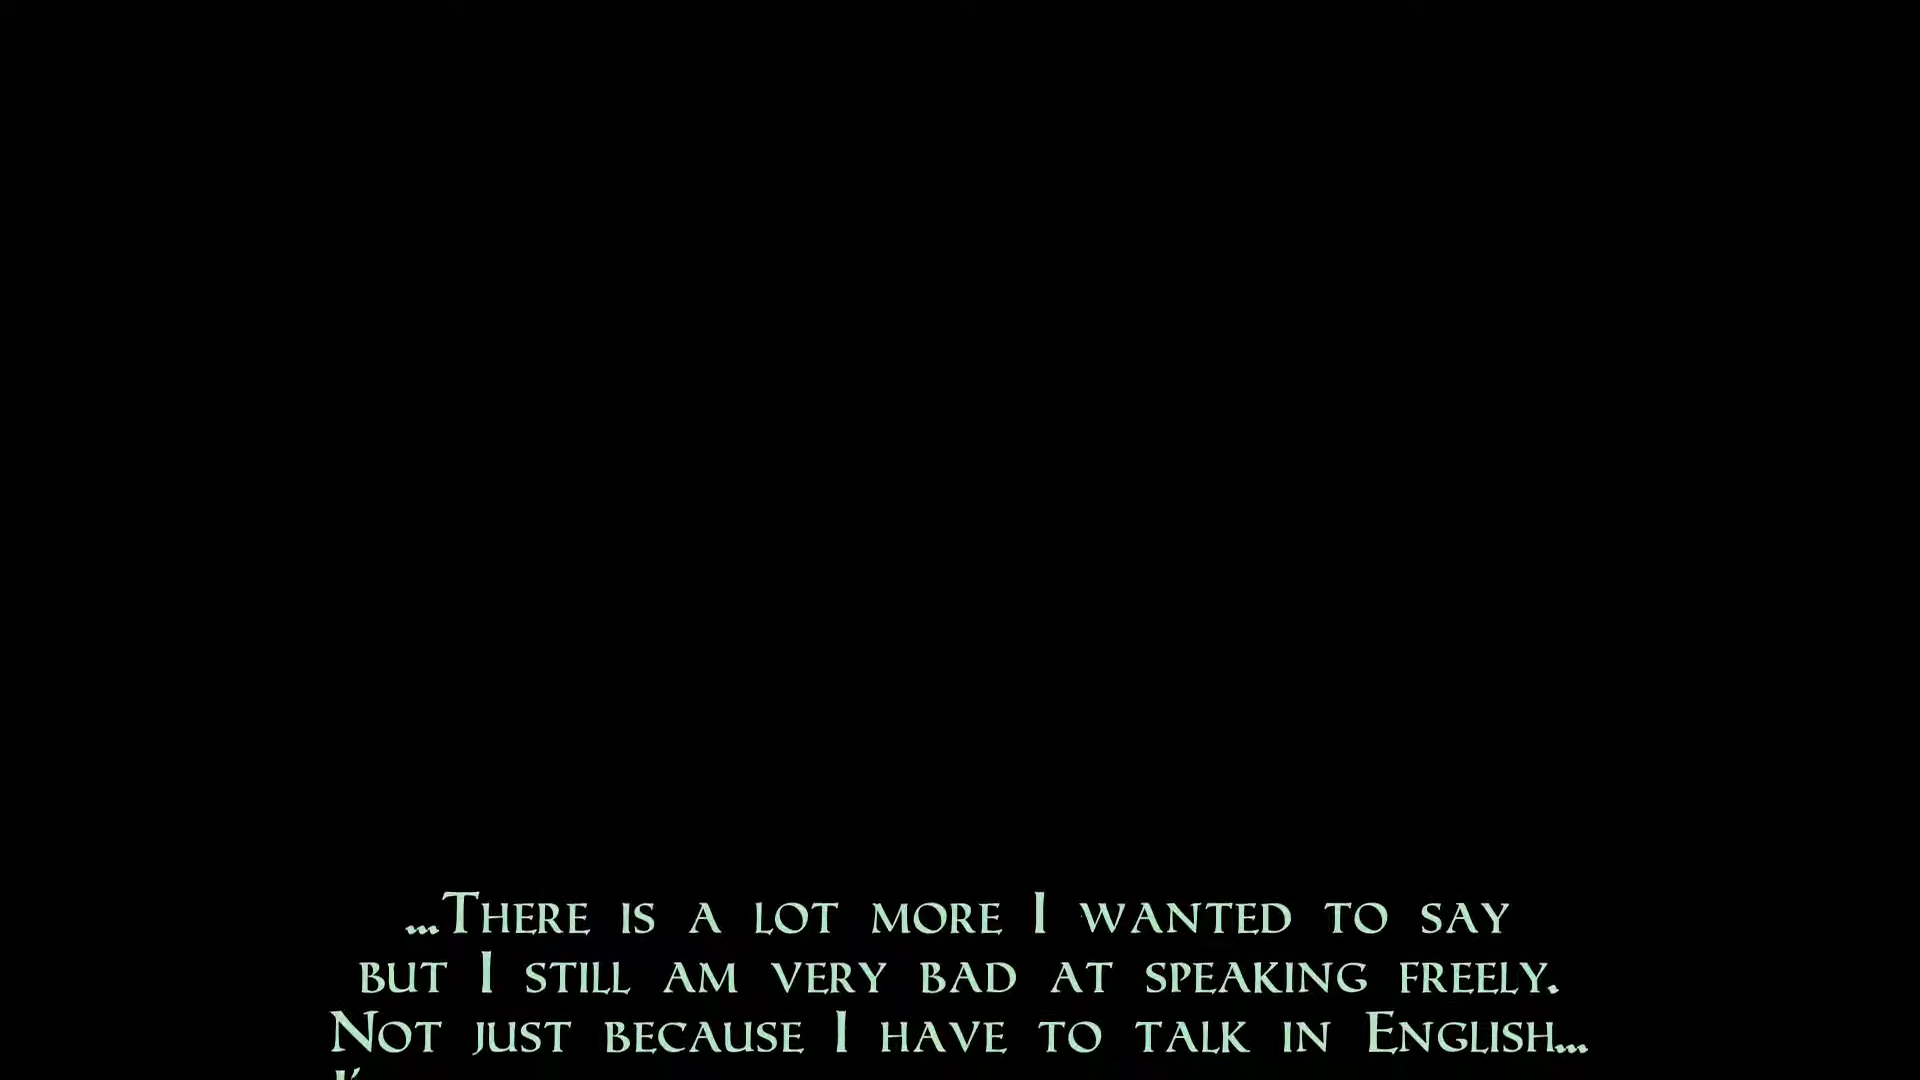 ...There is a lot more I wanted to say
but I still am very bad at speaking freely.
Not just because I have to talk in English...